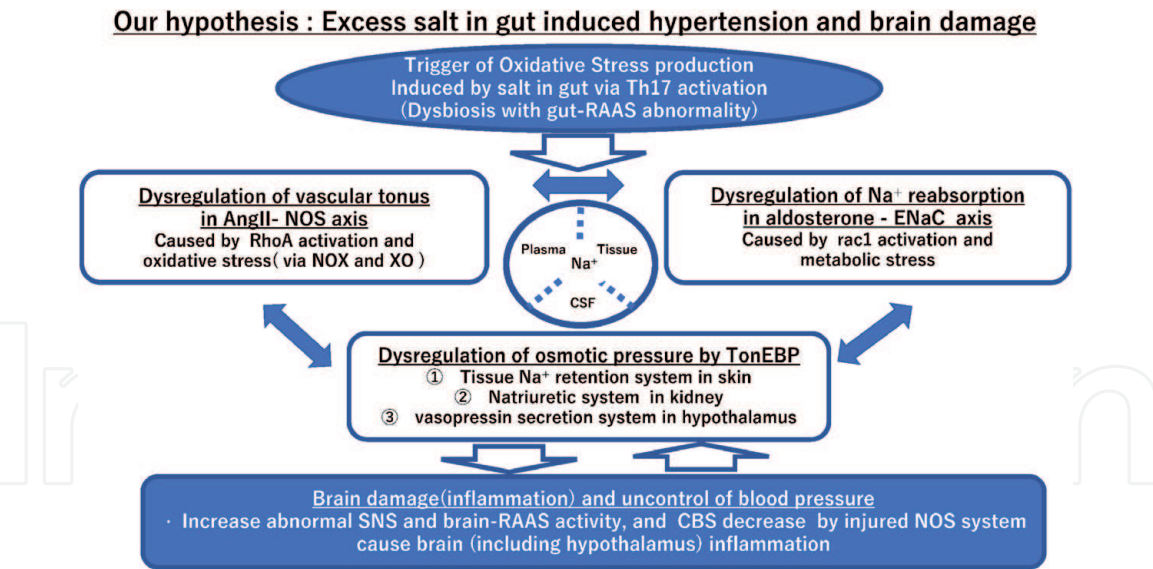 Our hypothesis : Excess salt in gut induced hypertension and brain damage
Trigger of Oxidative Stress production
Induced by salt in gut via Th17 activation
(Dysbiosis with gut-RAAS abnormality)
Dysregulation of vascular tonus
in AngII- NOS axis
Caused by RhoA activation and
oxidative stress( via NOX and XO )
Plasma
Tissue
Na⁺
CSF
Dysregulation of Na⁺ reabsorption
in aldosterone - ENaC axis
Caused by rac1 activation and
metabolic stress
Dysregulation of osmotic pressure by TonEBP
① Tissue Na⁺ retention system in skin
② Natriuretic system in kidney
③ vasopressin secretion system in hypothalamus
Brain damage(inflammation) and uncontrol of blood pressure
· Increase abnormal SNS and brain-RAAS activity, and CBS decrease by injured NOS system
cause brain (including hypothalamus) inflammation